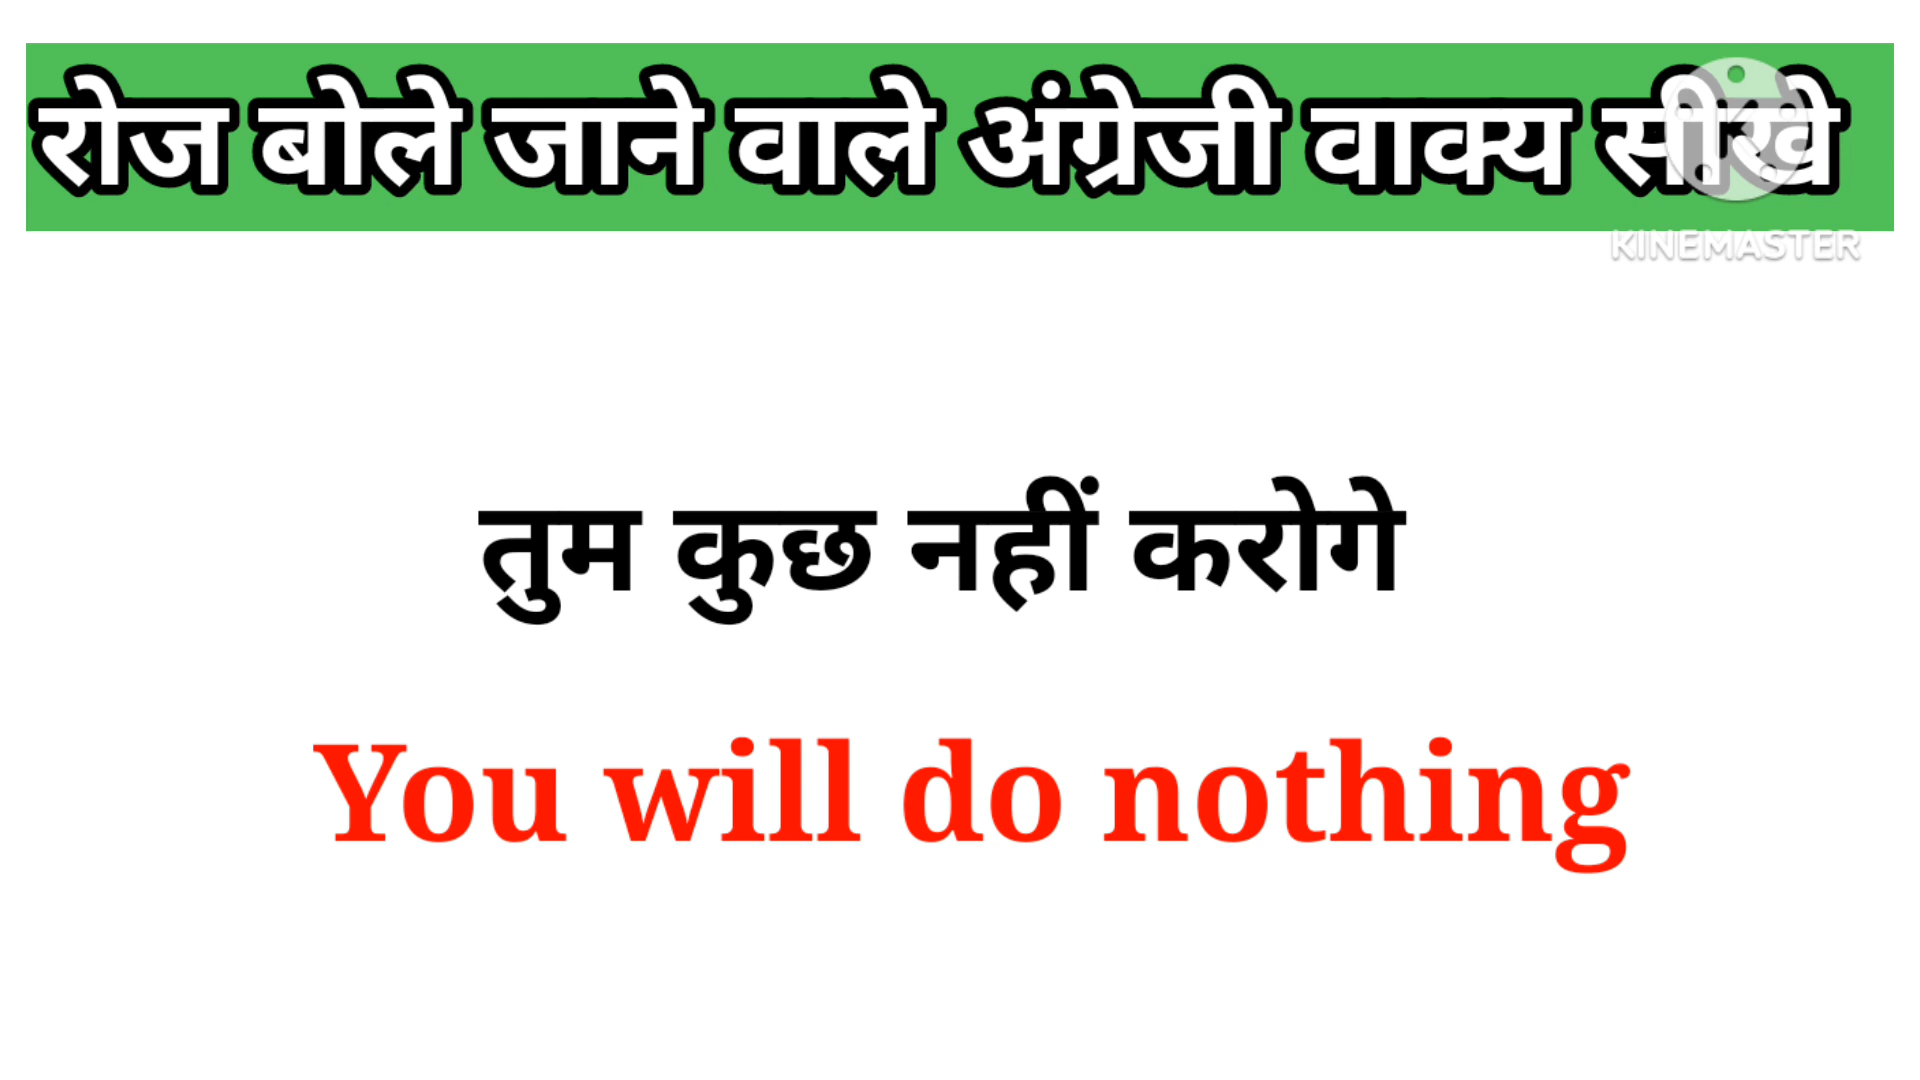 रोज बोले जाने वाले अंग्रेजी वाक्य सीखे
KINEMASTER
तुम कुछ नहीं करोगे
You will do nothing